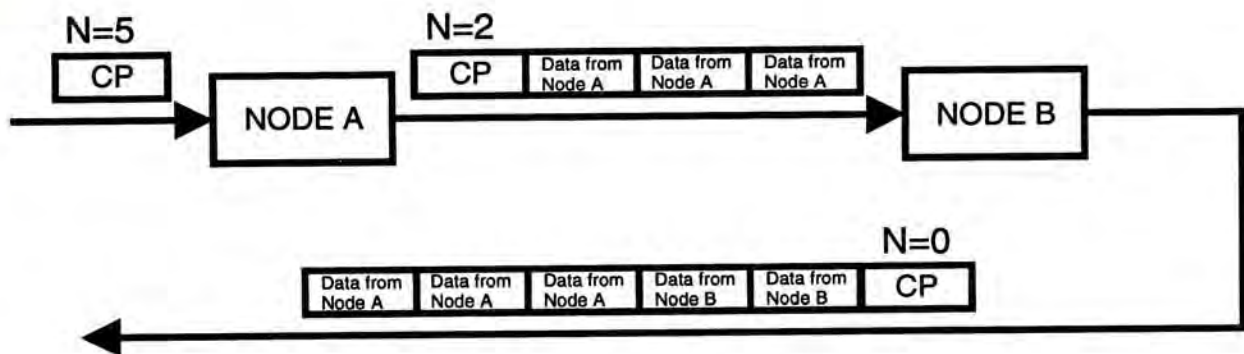 N=5
CP
NODE A
N=2
CP
Data from
Node A
Data from
Node A
Data from
Node A
NODE B
N=0
Data from
Node A
Data from
Node A
Data from
Node A
Data from
Node B
Data from
Node B
CP